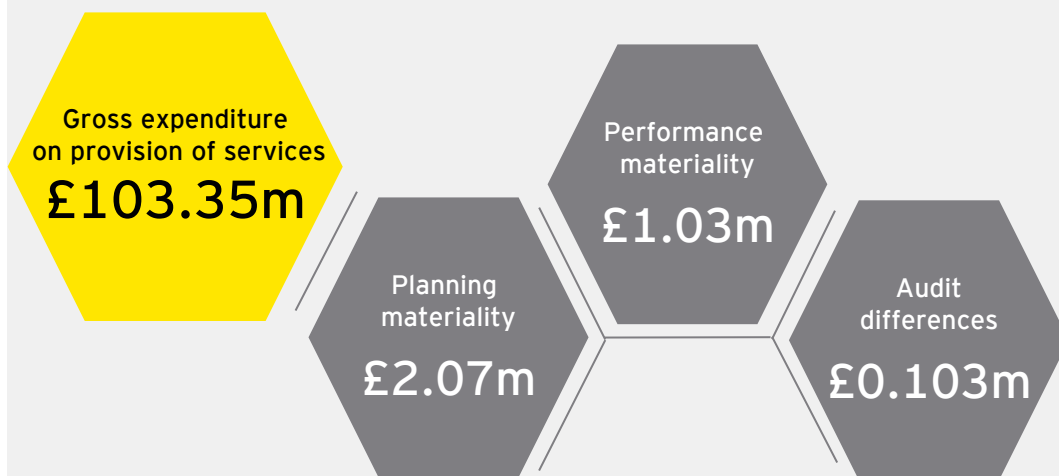 Gross expenditure
on provision of services
£103.35m
Planning
materiality
£2.07m
Performance
materiality
£1.03m
Audit
differences
£0.103m